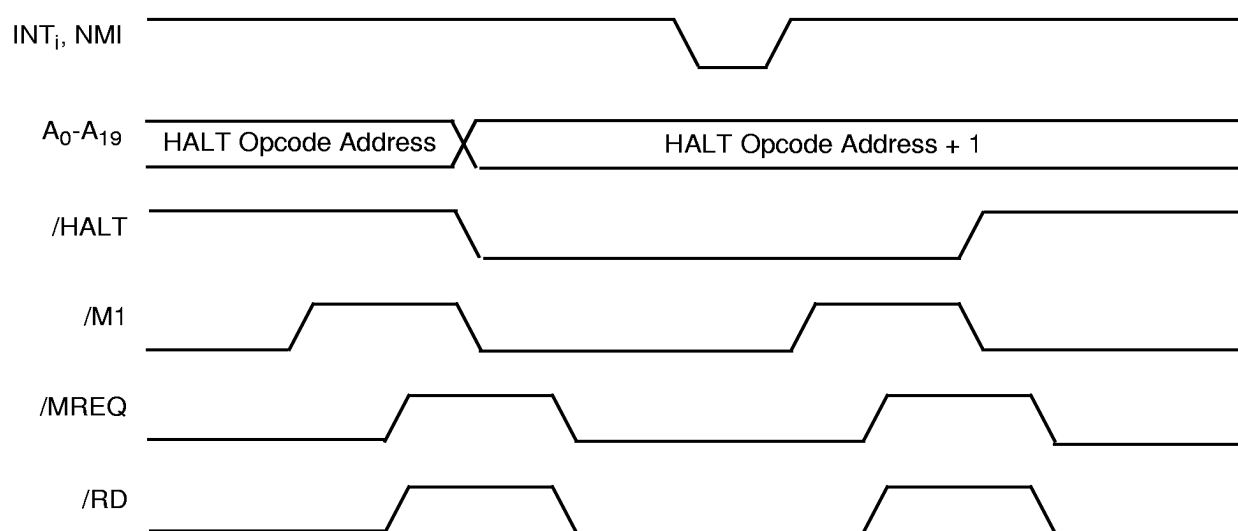 INTi, NMI
A0-A19
HALT Opcode Address
HALT Opcode Address + 1
/HALT
/M1
/MREQ
/RD